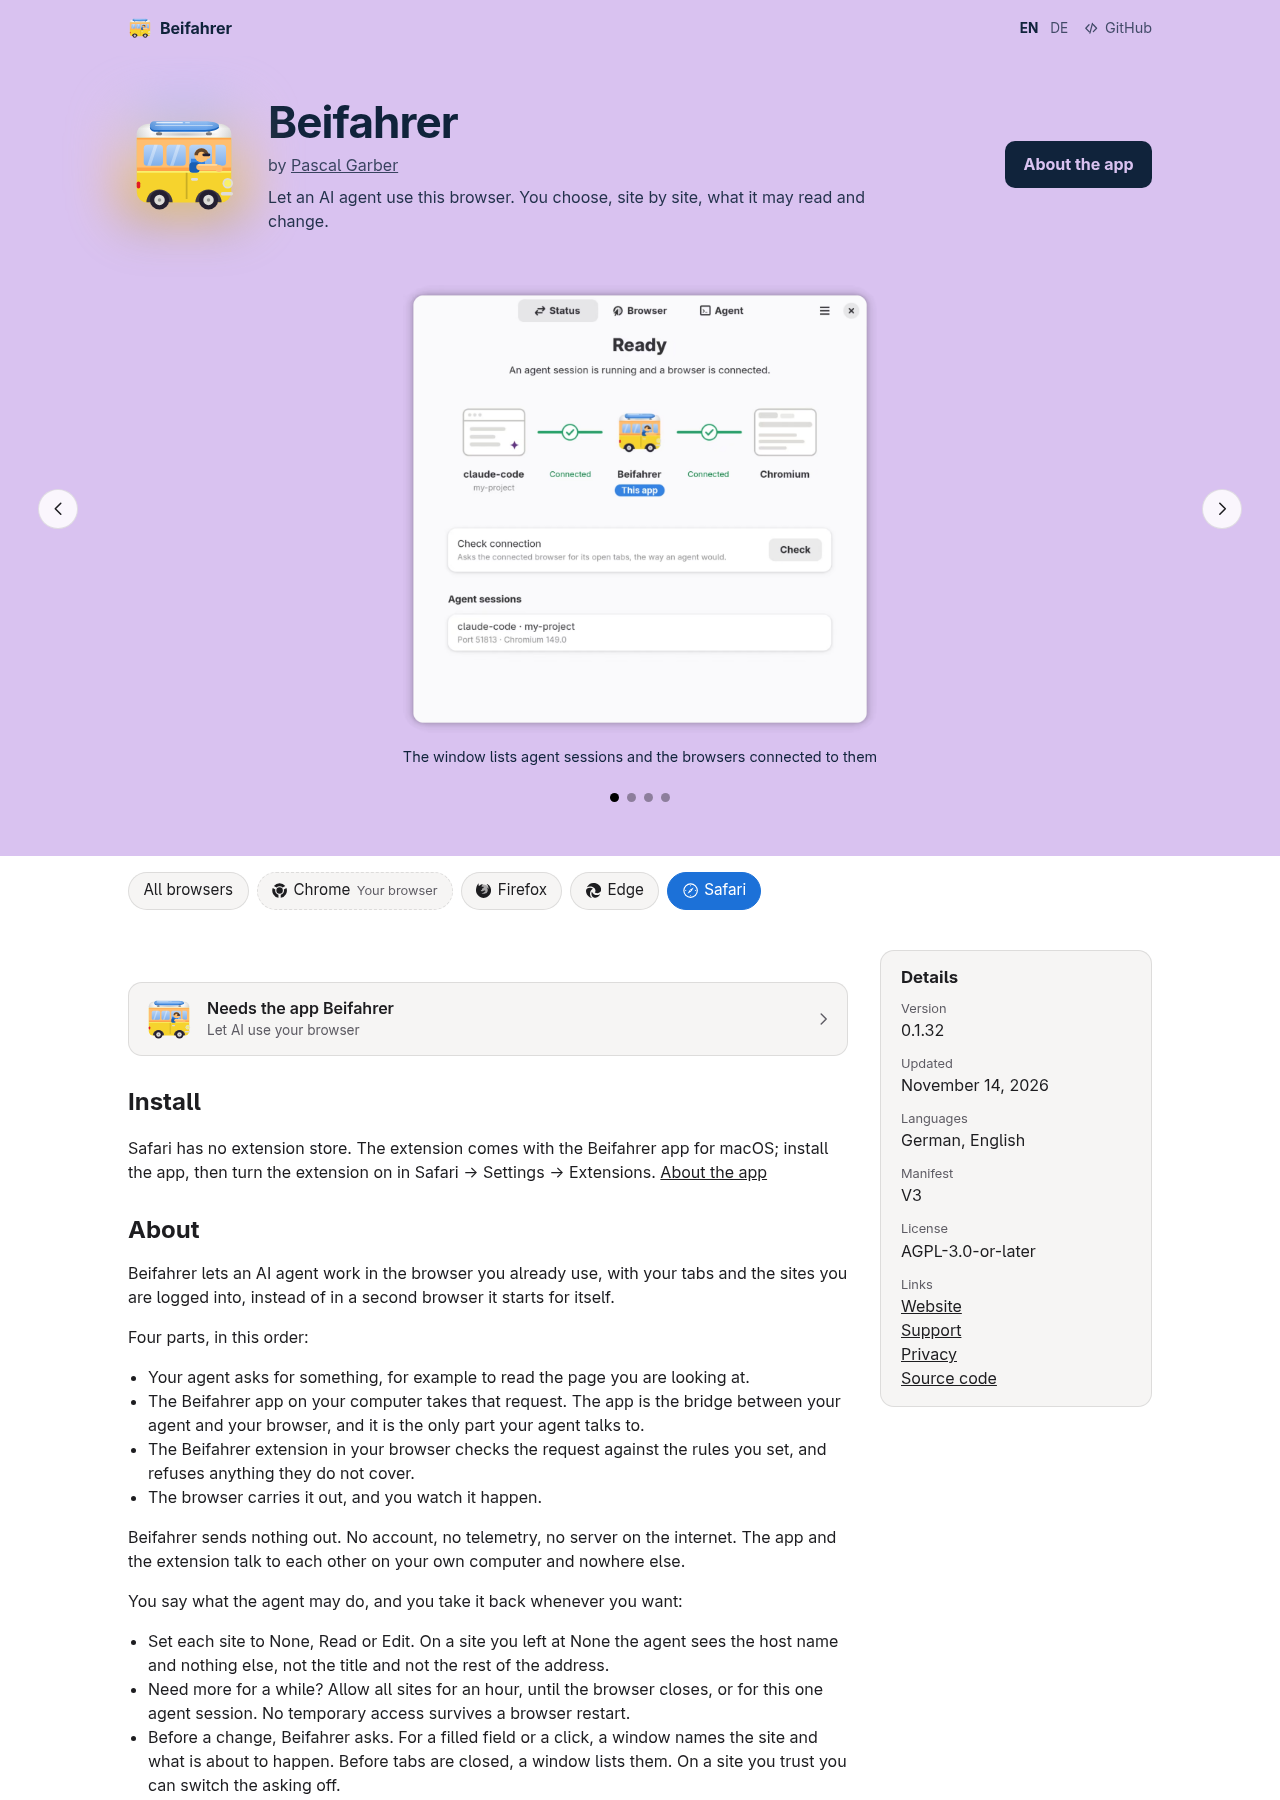 Beifahrer
EN DE GitHub
Beifahrer
by Pascal Garber
Let an AI agent use this browser. You choose, site by site, what it may read and
change.
About the app
Status Browser Agent
Ready
An agent session is running and a browser is connected.
claude-code Connected Beifahrer Connected Chromium
my-project This app
Check connection
Asks the connected browser for its open tabs, the way an agent would.
Check
Agent sessions
claude-code · my-project
Port 51813 · Chromium 149.0
The window lists agent sessions and the browsers connected to them
All browsers Chrome Your browser Firefox Edge Safari
Needs the app Beifahrer
Let AI use your browser
Install
Safari has no extension store. The extension comes with the Beifahrer app for macOS; install
the app, then turn the extension on in Safari → Settings → Extensions. About the app
About
Beifahrer lets an AI agent work in the browser you already use, with your tabs and the sites you
are logged into, instead of in a second browser it starts for itself.
Four parts, in this order:
• Your agent asks for something, for example to read the page you are looking at.
• The Beifahrer app on your computer takes that request. The app is the bridge between your
agent and your browser, and it is the only part your agent talks to.
• The Beifahrer extension in your browser checks the request against the rules you set, and
refuses anything they do not cover.
• The browser carries it out, and you watch it happen.
Beifahrer sends nothing out. No account, no telemetry, no server on the internet. The app and
the extension talk to each other on your own computer and nowhere else.
You say what the agent may do, and you take it back whenever you want:
• Set each site to None, Read or Edit. On a site you left at None the agent sees the host name
and nothing else, not the title and not the rest of the address.
• Need more for a while? Allow all sites for an hour, until the browser closes, or for this one
agent session. No temporary access survives a browser restart.
• Before a change, Beifahrer asks. For a filled field or a click, a window names the site and
what is about to happen. Before tabs are closed, a window lists them. On a site you trust you
can switch the asking off.
Details
Version
0.1.32
Updated
November 14, 2026
Languages
German, English
Manifest
V3
License
AGPL-3.0-or-later
Links
Website
Support
Privacy
Source code